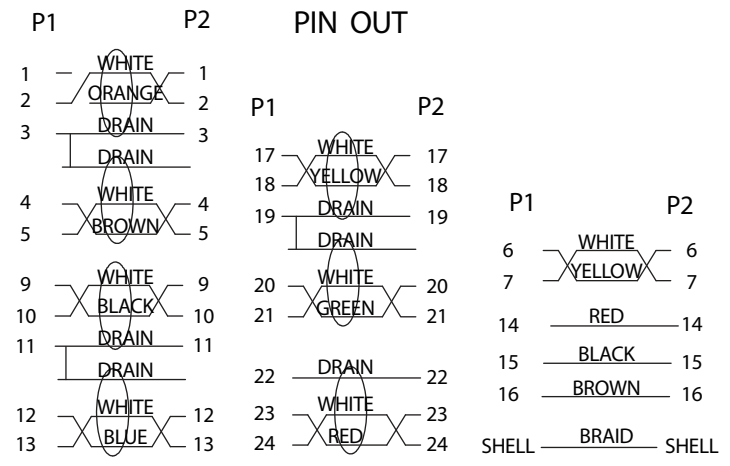 PIN OUT
P1 P2
1 WHITE 1
2 ORANGE 2
3 DRAIN 3
DRAIN
4 WHITE 4
5 BROWN 5
9 WHITE 9
10 BLACK 10
11 DRAIN 11
DRAIN
12 WHITE 12
13 BLUE 13
P1 P2
17 WHITE 17
18 YELLOW 18
19 DRAIN 19
DRAIN
20 WHITE 20
21 GREEN 21
22 DRAIN 22
23 WHITE 23
24 RED 24
P1 P2
6 WHITE 6
7 YELLOW 7
14 RED 14
15 BLACK 15
16 BROWN 16
SHELL BRAID SHELL